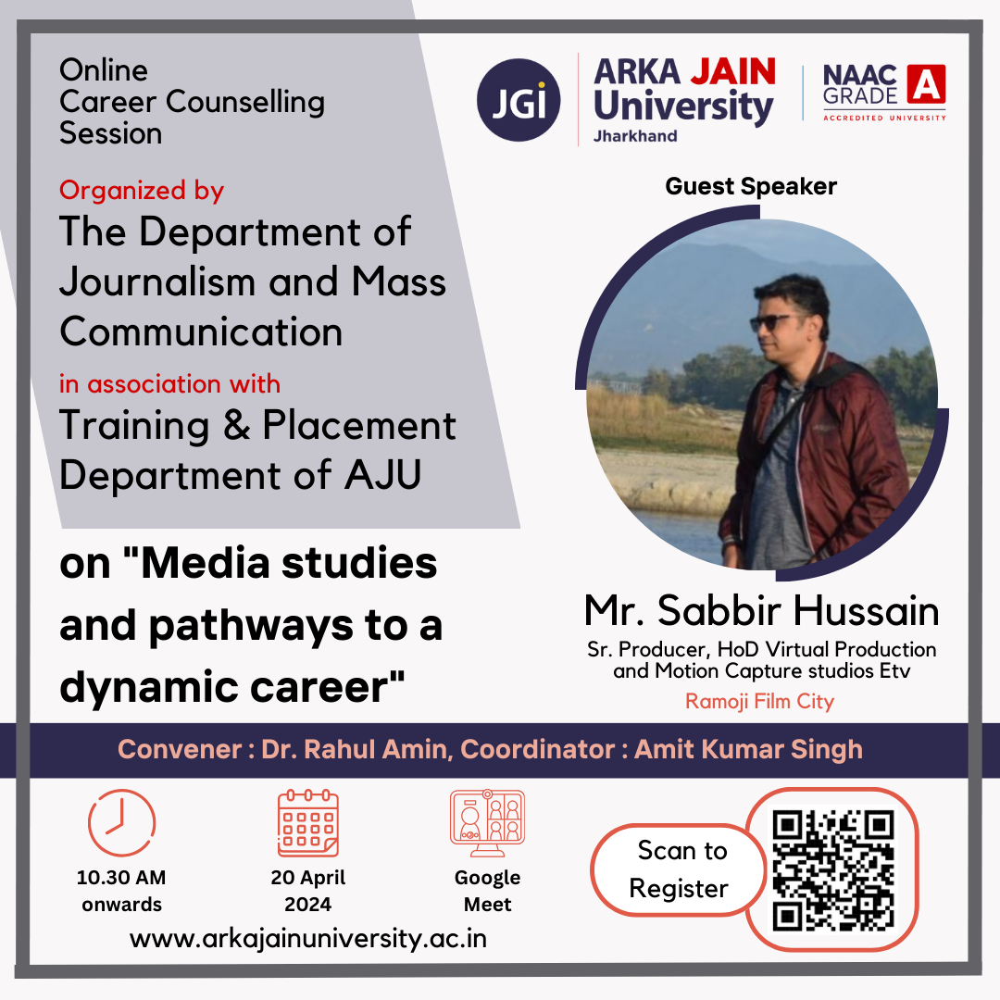 Online
Career Counselling
Session
Organized by
The Department of
Journalism and Mass
Communication
in association with
Training & Placement
Department of AJU
on "Media studies
and pathways to a
dynamic career"
JGi
ARKA JAIN
University
Jharkhand
NAAC
GRADE A
ACCREDITED UNIVERSITY
Guest Speaker
Mr. Sabbir Hussain
Sr. Producer, HoD Virtual Production
and Motion Capture studios Etv
Ramoji Film City
Convener : Dr. Rahul Amin, Coordinator : Amit Kumar Singh
10.30 AM
onwards
20 April
2024
Google
Meet
www.arkajainuniversity.ac.in
Scan to
Register